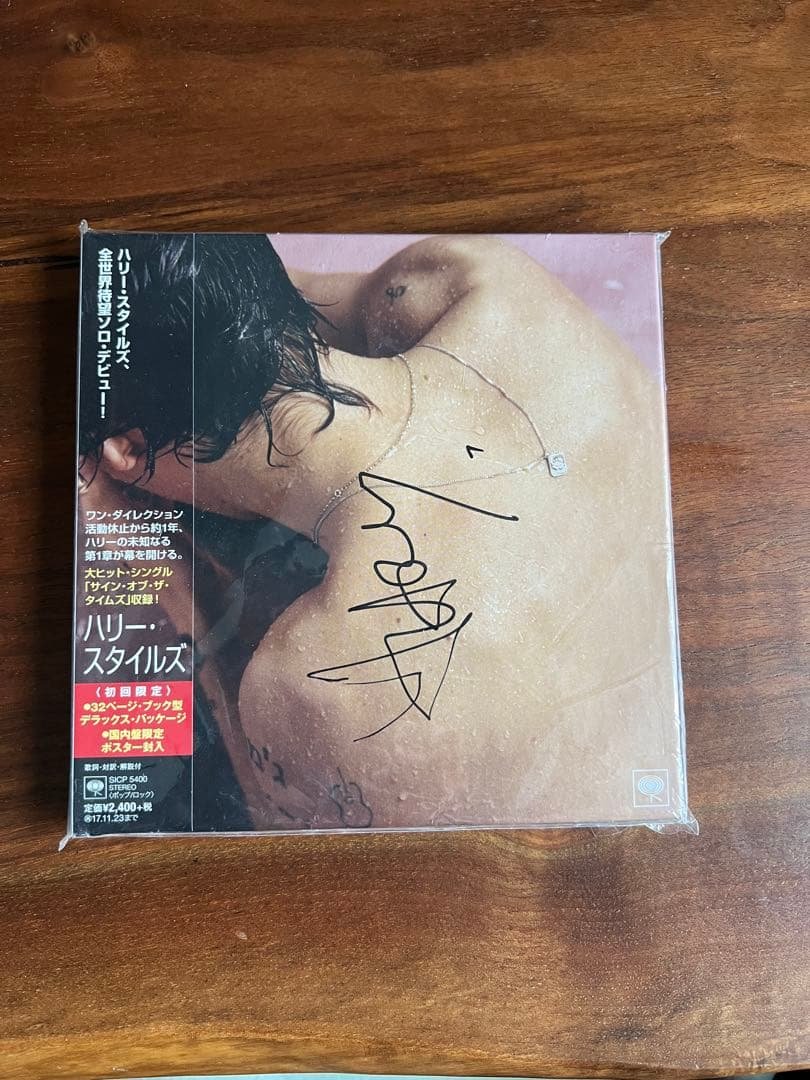 ハリー・スタイルズ、
全世界待望ソロ・デビュー!
ワン・ダイレクション
活動休止から約1年、
ハリーの未知なる
第1章が幕を開ける。
大ヒット・シングル
「サイン・オブ・ザ・
タイムズ」収録!
ハリー・
スタイルズ
〈初回限定〉
●32ページ・ブック型
デラックス・パッケージ
●国内盤限定
ポスター封入
歌詞・対訳・解説付
SICP 5400
STEREO
〈ポップ/ロック〉
定価¥2,400+税
Ⓚ17.11.23まで